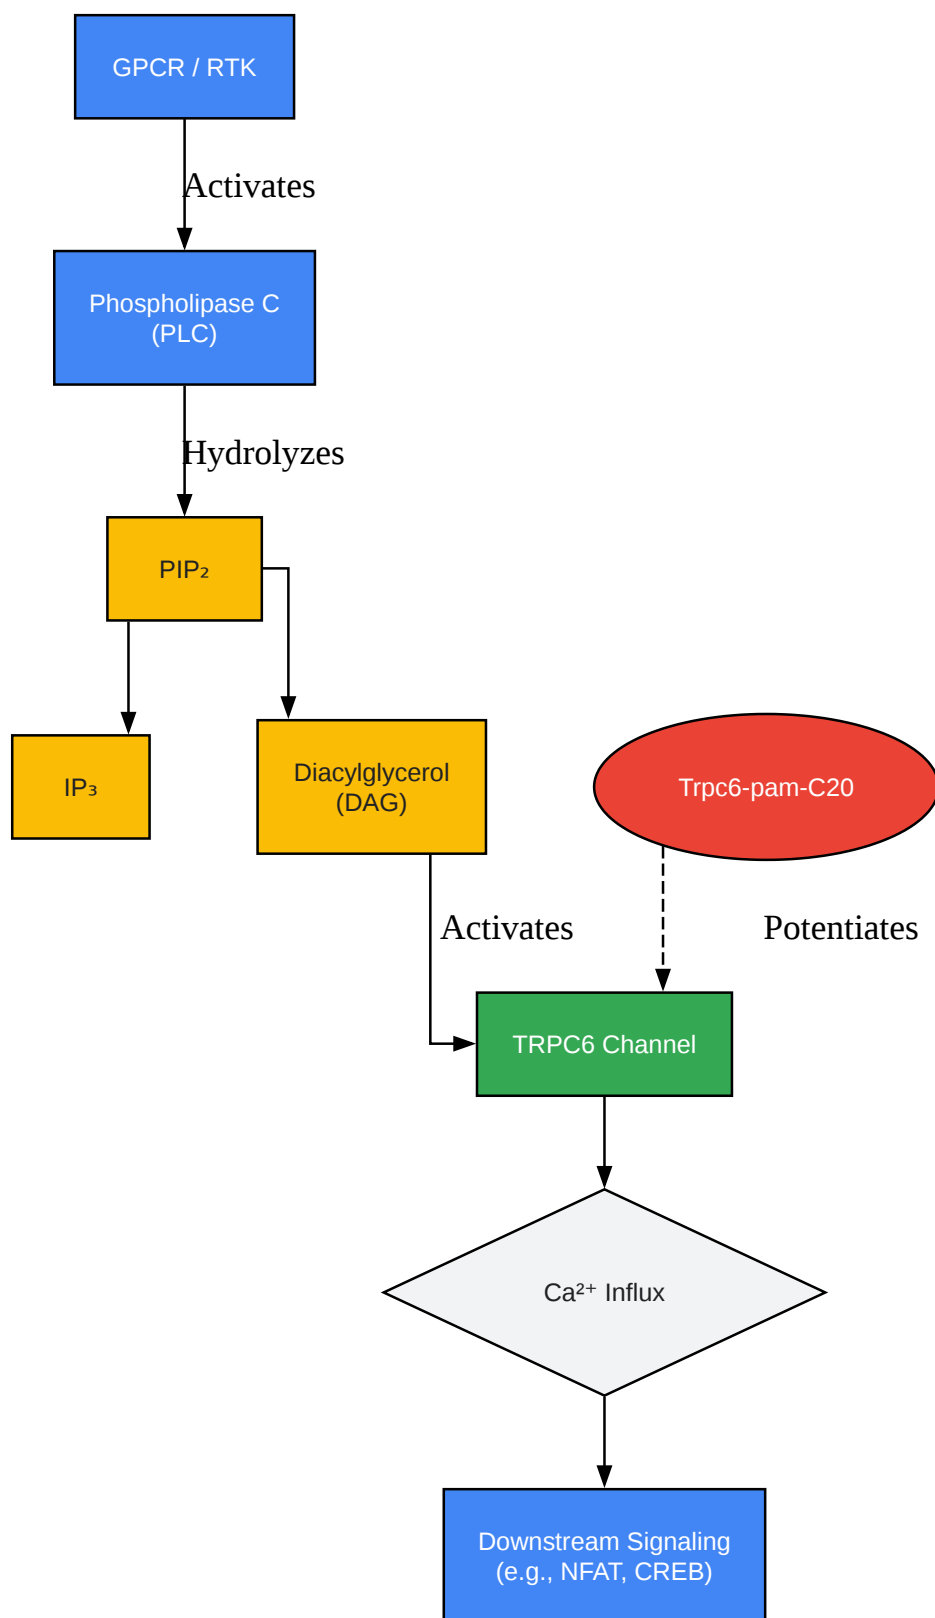 GPCR / RTK
Activates
Phospholipase C
(PLC)
Hydrolyzes
PIP₂
IP₃
Diacylglycerol
(DAG)
Trpc6-pam-C20
Activates
Potentiates
TRPC6 Channel
Ca²⁺ Influx
Downstream Signaling
(e.g., NFAT, CREB)